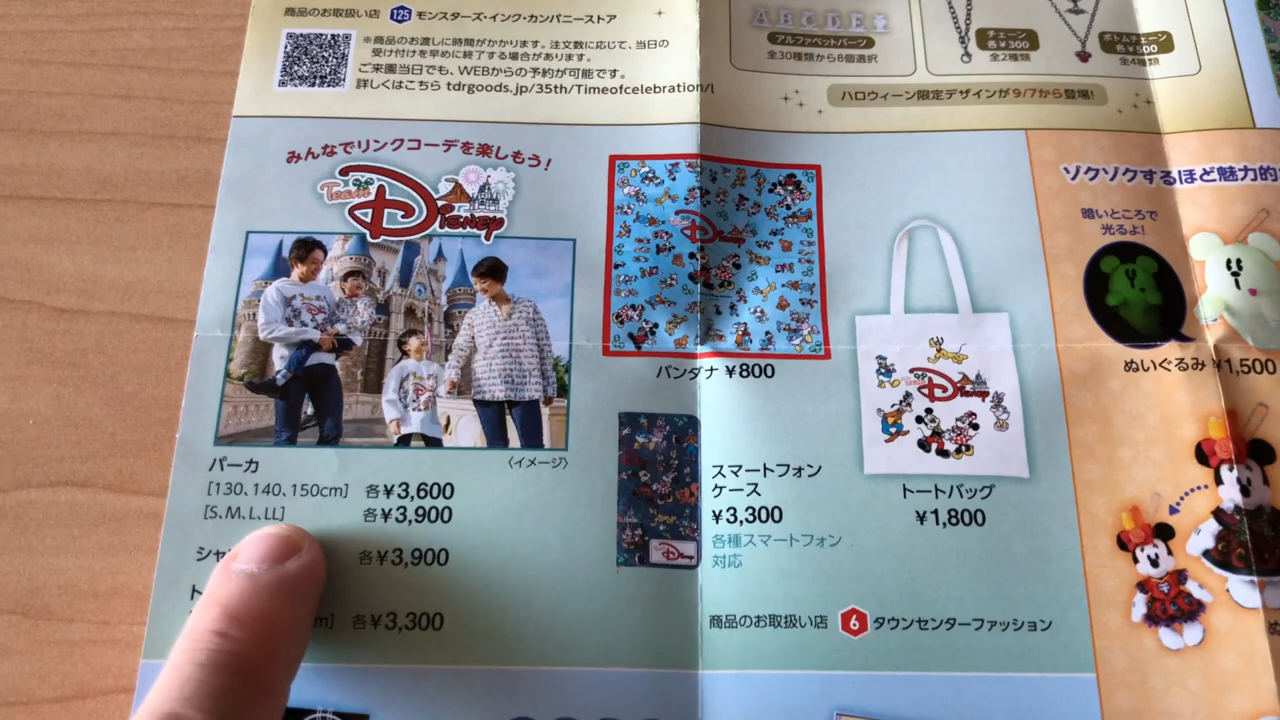 商品のお取扱い店 125 モンスターズ・インク・カンパニーストア
※商品のお渡しに時間がかかります。注文数に応じて、当日の
受け付けを早めに終了する場合があります。
ご来園当日でも、WEBからの予約が可能です。
詳しくはこちら tdrgoods.jp/35th/Timeofcelebration/
ABCDE
アルファベットパーツ
全30種類から8個選択
チェーン
各¥300
全2種類
ボトムチェーン
各¥500
全4種類
ハロウィーン限定デザインが9/7から登場!
みんなでリンクコーデを楽しもう!
Team Disney
〈イメージ〉
パーカ
[130、140、150cm] 各¥3,600
[S、M、L、LL] 各¥3,900
シャ
各¥3,900
ト
m] 各¥3,300
Disney
バンダナ ¥800
スマートフォン
ケース
¥3,300
各種スマートフォン
対応
Disney
Team Disney
トートバッグ
¥1,800
商品のお取扱い店 6 タウンセンターファッション
ゾクゾクするほど魅力的
暗いところで
光るよ!
ぬいぐるみ ¥1,500